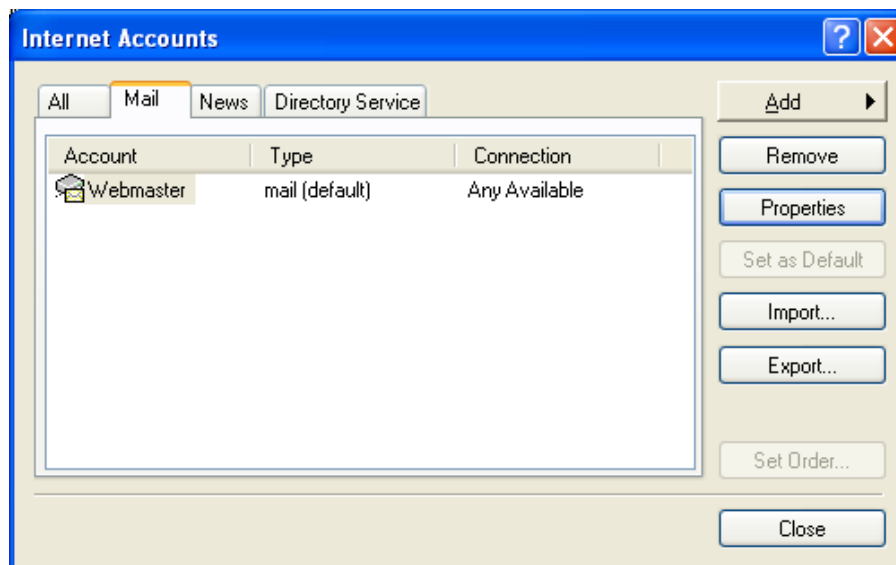 Internet Accounts
All Mail News Directory Service
Add
Account Type Connection
Remove
Webmaster mail (default) Any Available
Properties
Set as Default
Import...
Export...
Set Order...
Close